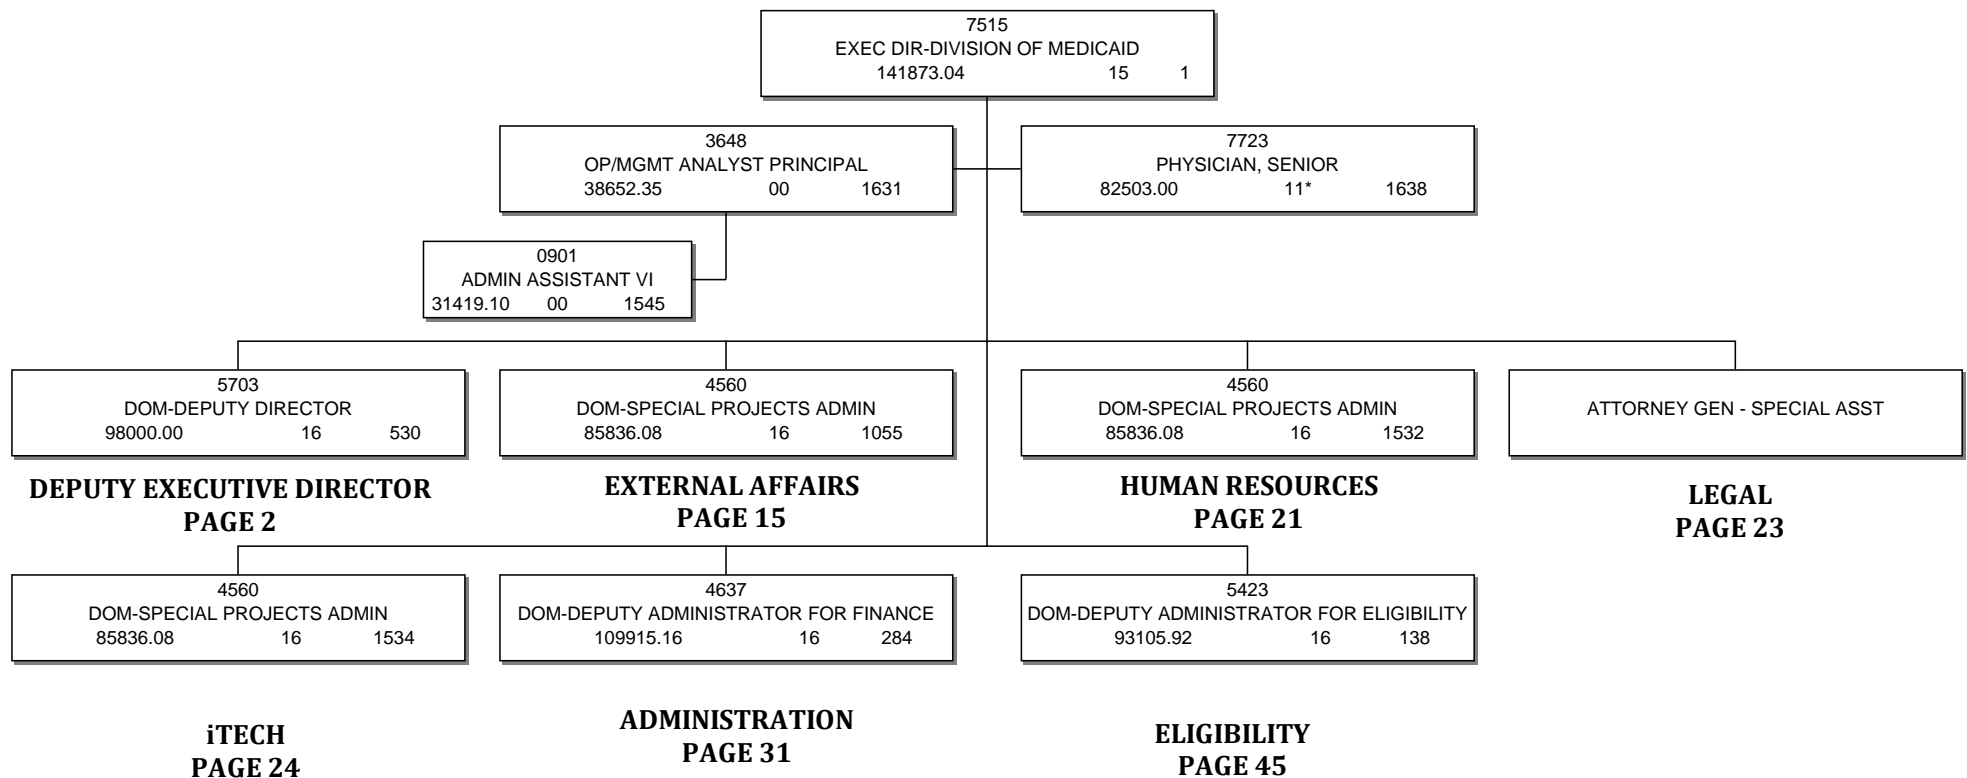 7515
EXEC DIR-DIVISION OF MEDICAID
141873.04 15 1
3648
OP/MGMT ANALYST PRINCIPAL
38652.35 00 1631
7723
PHYSICIAN, SENIOR
82503.00 11* 1638
0901
ADMIN ASSISTANT VI
31419.10 00 1545
5703
DOM-DEPUTY DIRECTOR
98000.00 16 530
DEPUTY EXECUTIVE DIRECTOR
PAGE 2
4560
DOM-SPECIAL PROJECTS ADMIN
85836.08 16 1055
EXTERNAL AFFAIRS
PAGE 15
4560
DOM-SPECIAL PROJECTS ADMIN
85836.08 16 1532
HUMAN RESOURCES
PAGE 21
ATTORNEY GEN - SPECIAL ASST
LEGAL
PAGE 23
4560
DOM-SPECIAL PROJECTS ADMIN
85836.08 16 1534
iTECH
PAGE 24
4637
DOM-DEPUTY ADMINISTRATOR FOR FINANCE
109915.16 16 284
ADMINISTRATION
PAGE 31
5423
DOM-DEPUTY ADMINISTRATOR FOR ELIGIBILITY
93105.92 16 138
ELIGIBILITY
PAGE 45